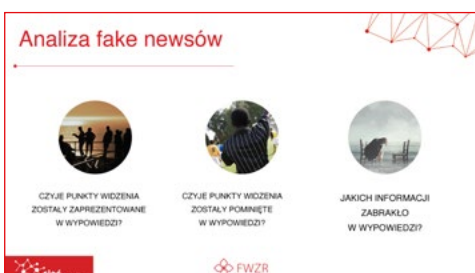 Analiza fake newsów
CZYJE PUNKTY WIDZENIA
ZOSTAŁY ZAPREZENTOWANE
W WYPOWIEDZI?
CZYJE PUNKTY WIDZENIA
ZOSTAŁY POMINIĘTE
W WYPOWIEDZI?
JAKICH INFORMACJI
ZABRAKŁO
W WYPOWIEDZI?
FWZR